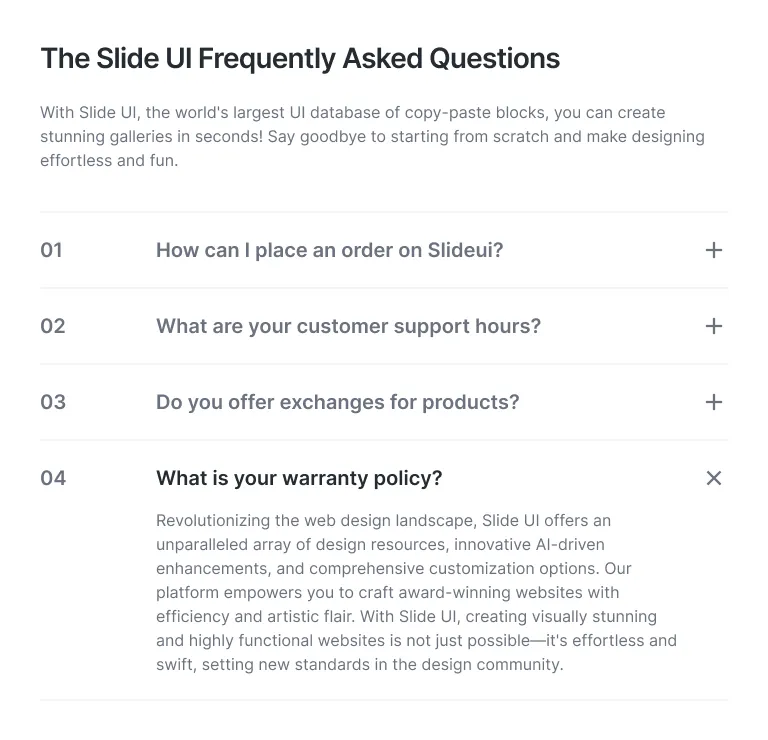 The Slide UI Frequently Asked Questions
With Slide UI, the world's largest UI database of copy-paste blocks, you can create
stunning galleries in seconds! Say goodbye to starting from scratch and make designing
effortless and fun.
01 How can I place an order on Slideui?
02 What are your customer support hours?
03 Do you offer exchanges for products?
04 What is your warranty policy?
Revolutionizing the web design landscape, Slide UI offers an
unparalleled array of design resources, innovative AI-driven
enhancements, and comprehensive customization options. Our
platform empowers you to craft award-winning websites with
efficiency and artistic flair. With Slide UI, creating visually stunning
and highly functional websites is not just possible—it's effortless and
swift, setting new standards in the design community.